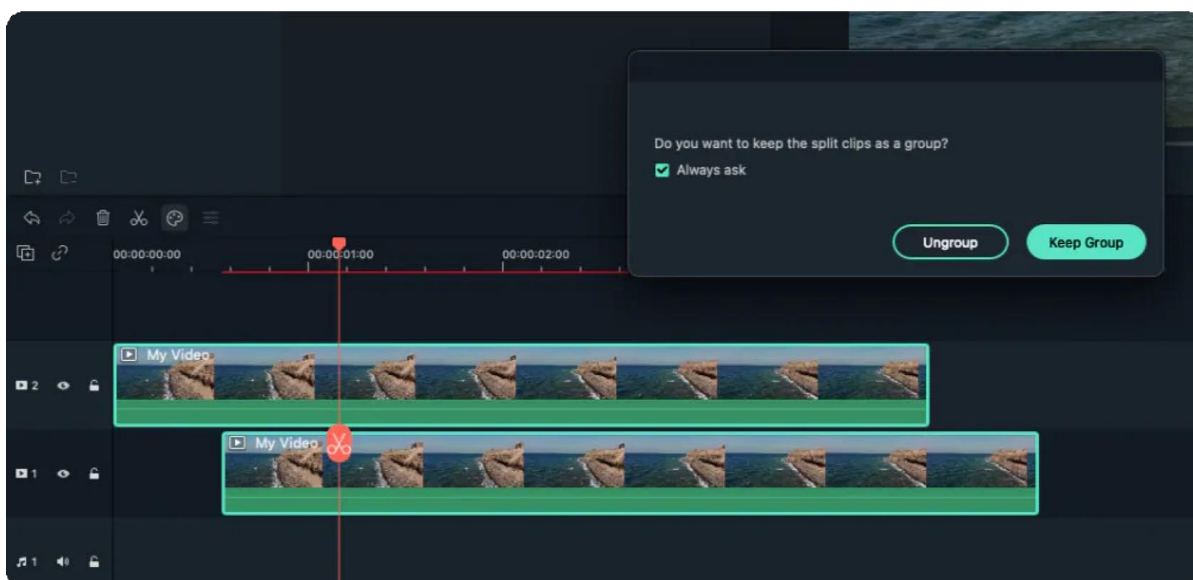 Do you want to keep the split clips as a group?
Always ask
Ungroup Keep Group
00:00:00:00 00:00:01:00 00:00:02:00
My Video
2
My Video
1
1